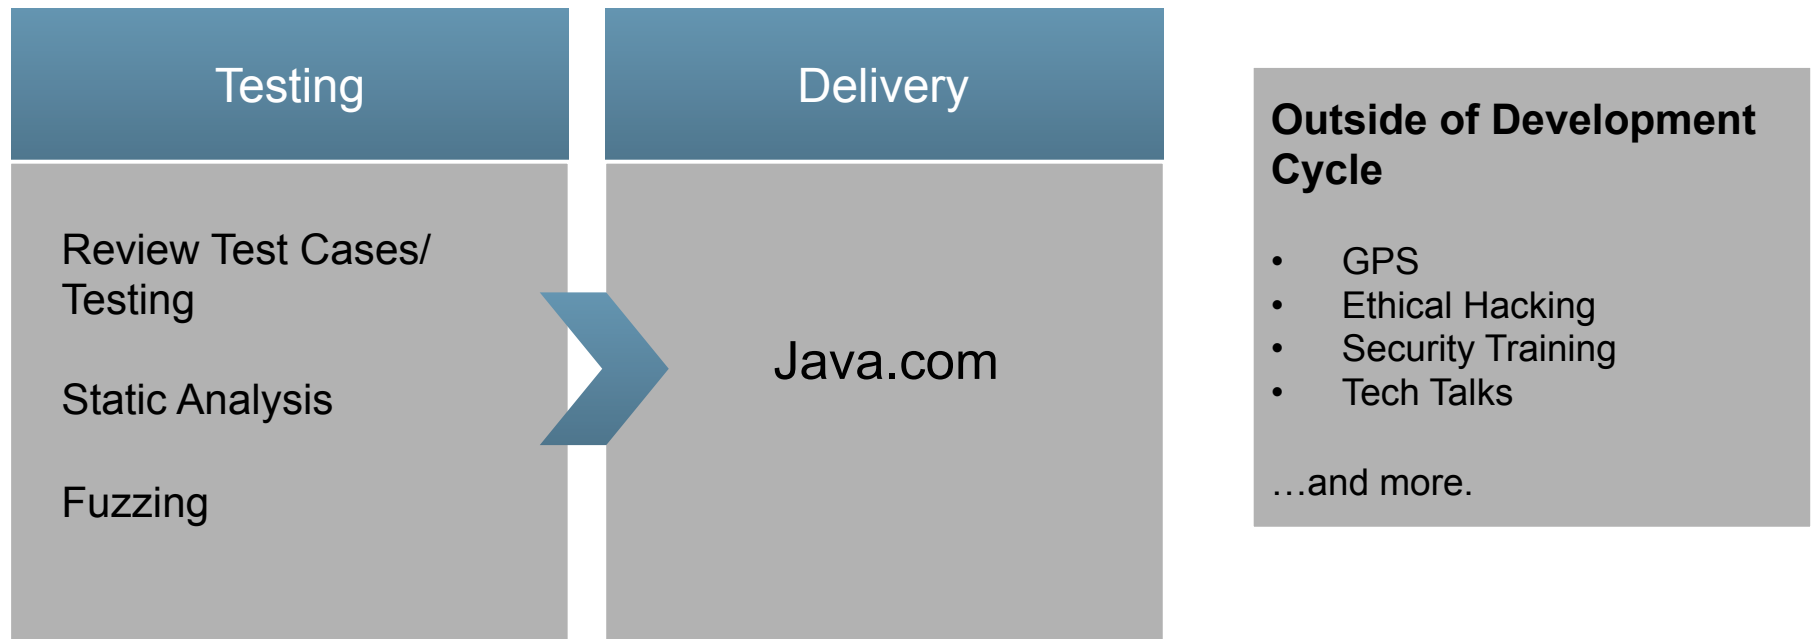 Testing
Review Test Cases/
Testing
Static Analysis
Fuzzing
Delivery
Java.com
Outside of Development
Cycle
• GPS
• Ethical Hacking
• Security Training
• Tech Talks
…and more.